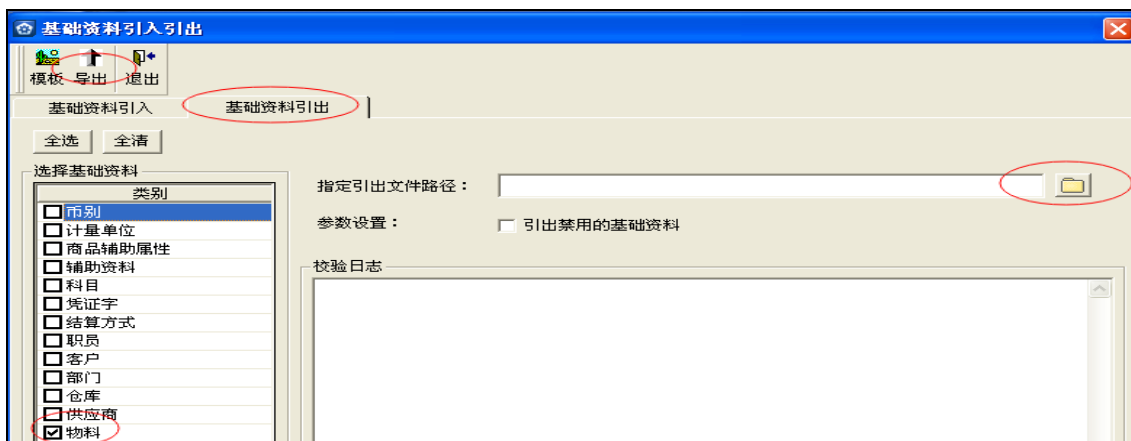 基础资料引入引出
模板 导出 退出
基础资料引入 基础资料引出
全选 全清
选择基础资料
类别
币别
计量单位
商品辅助属性
辅助资料
科目
凭证字
结算方式
职员
客户
部门
仓库
供应商
物料
指定引出文件路径：
参数设置： 引出禁用的基础资料
校验日志